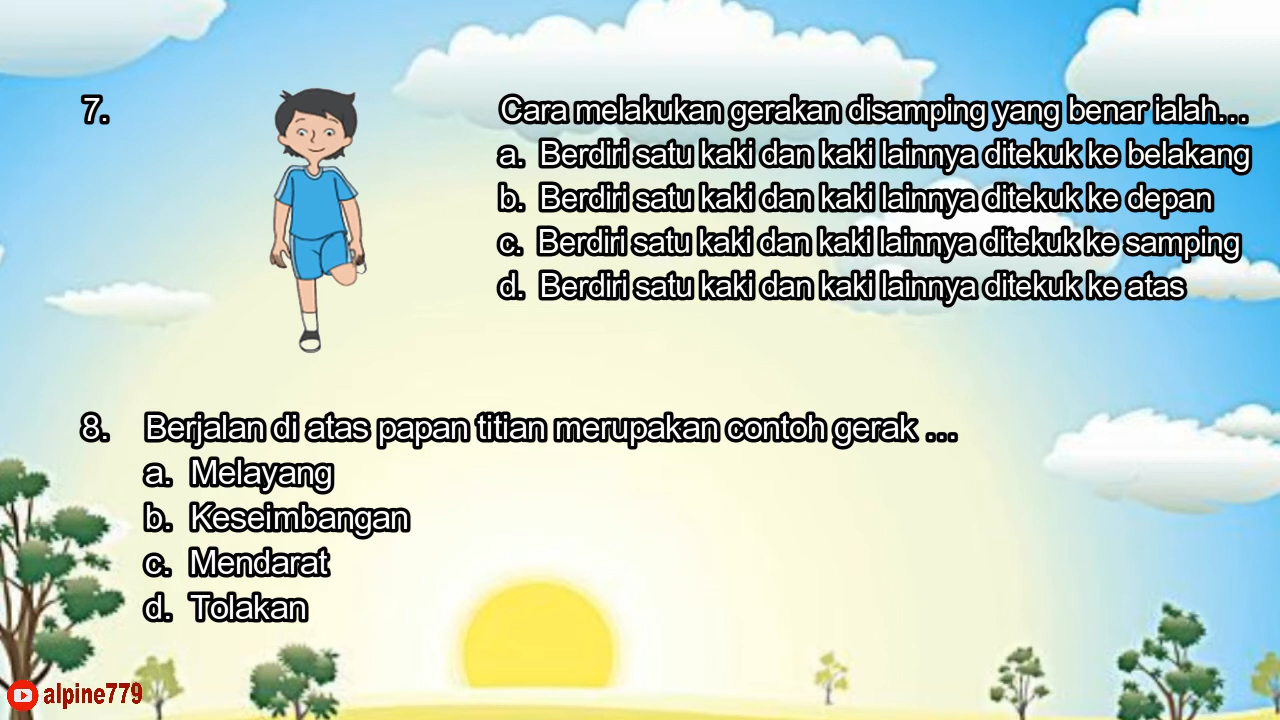 7. Cara melakukan gerakan disamping yang benar ialah...
a. Berdiri satu kaki dan kaki lainnya ditekuk ke belakang
b. Berdiri satu kaki dan kaki lainnya ditekuk ke depan
c. Berdiri satu kaki dan kaki lainnya ditekuk ke samping
d. Berdiri satu kaki dan kaki lainnya ditekuk ke atas
8. Berjalan di atas papan titian merupakan contoh gerak ...
a. Melayang
b. Keseimbangan
c. Mendarat
d. Tolakan
alpine779